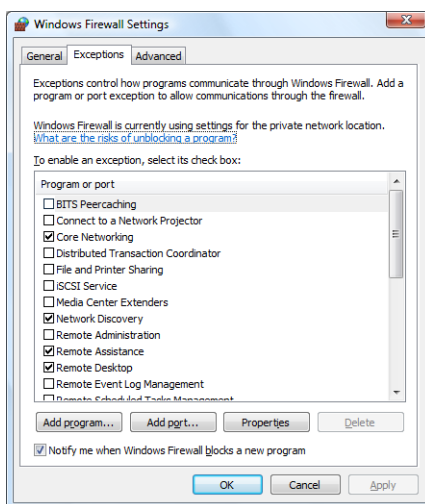 Windows Firewall Settings
General Exceptions Advanced
Exceptions control how programs communicate through Windows Firewall. Add a
program or port exception to allow communications through the firewall.
Windows Firewall is currently using settings for the private network location.
What are the risks of unblocking a program?
To enable an exception, select its check box:
Program or port
BITS Peercaching
Connect to a Network Projector
Core Networking
Distributed Transaction Coordinator
File and Printer Sharing
iSCSI Service
Media Center Extenders
Network Discovery
Remote Administration
Remote Assistance
Remote Desktop
Remote Event Log Management
Remote Scheduled Tasks Management
Add program... Add port... Properties Delete
Notify me when Windows Firewall blocks a new program
OK Cancel Apply